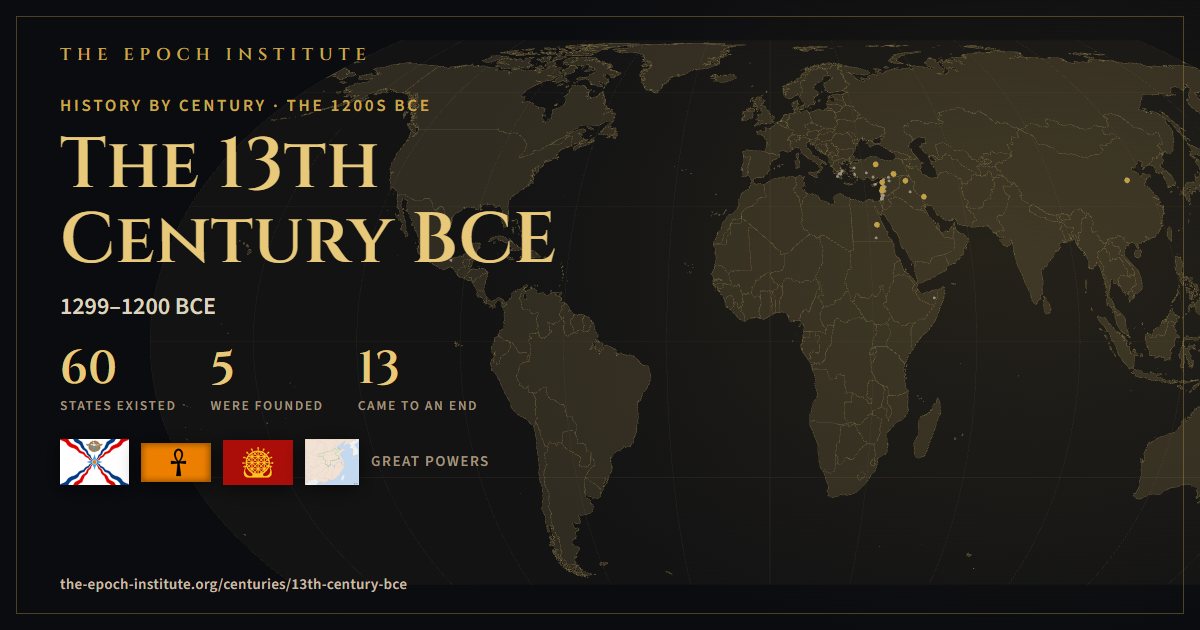 THE EPOCH INSTITUTE
HISTORY BY CENTURY · THE 1200S BCE
THE 13TH
CENTURY BCE
1299–1200 BCE
60 5 13
STATES EXISTED · WERE FOUNDED CAME TO AN END
GREAT POWERS
the-epoch-institute.org/centuries/13th-century-bce